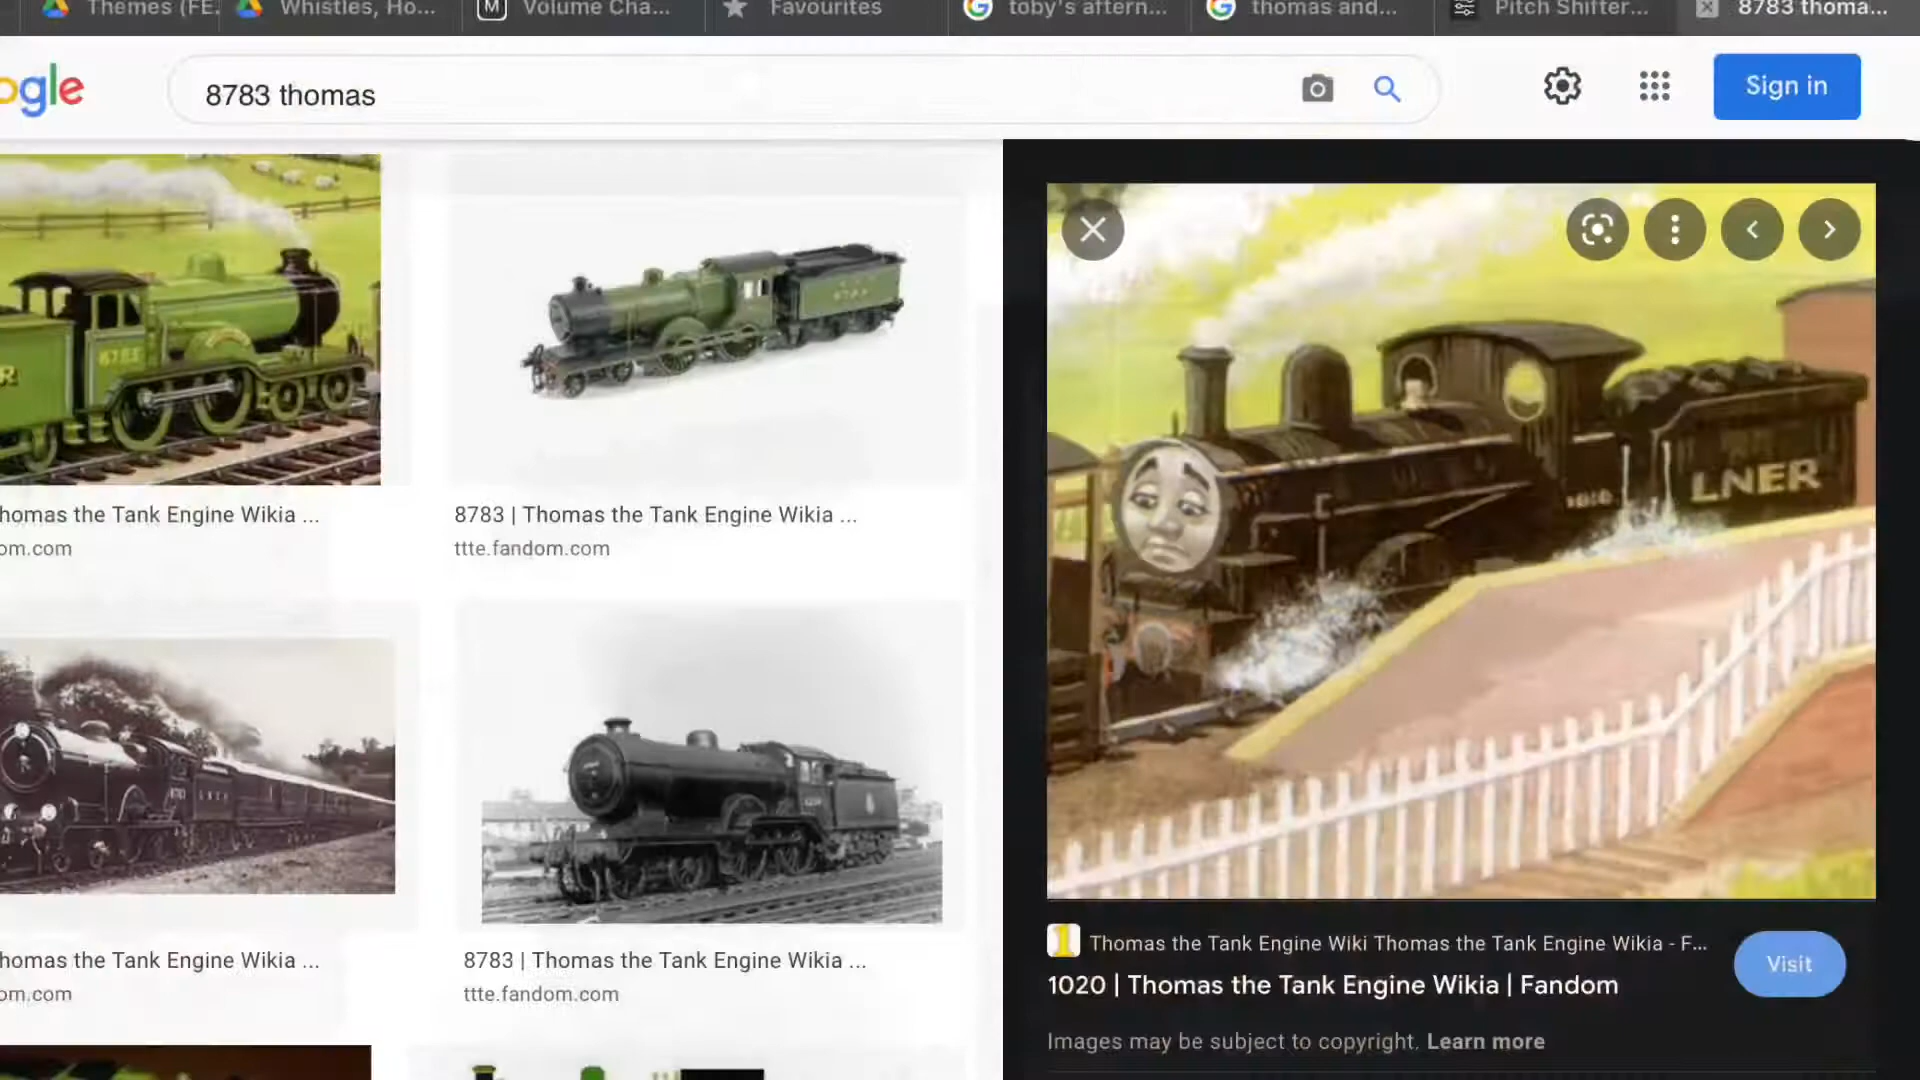 Themes (FE.
Whistles, Ho...
M
Volume Cha...
Favourites
toby's aftern...
thomas and...
Pitch Shifter...
8783 thoma...
ogle
8783 thomas
Sign in
8783
R
LNER
homas the Tank Engine Wikia ...
om.com
8783 | Thomas the Tank Engine Wikia ...
ttte.fandom.com
homas the Tank Engine Wikia ...
om.com
8783 | Thomas the Tank Engine Wikia ...
ttte.fandom.com
1
Thomas the Tank Engine Wiki Thomas the Tank Engine Wikia - F...
Visit
1020 | Thomas the Tank Engine Wikia | Fandom
Images may be subject to copyright. Learn more